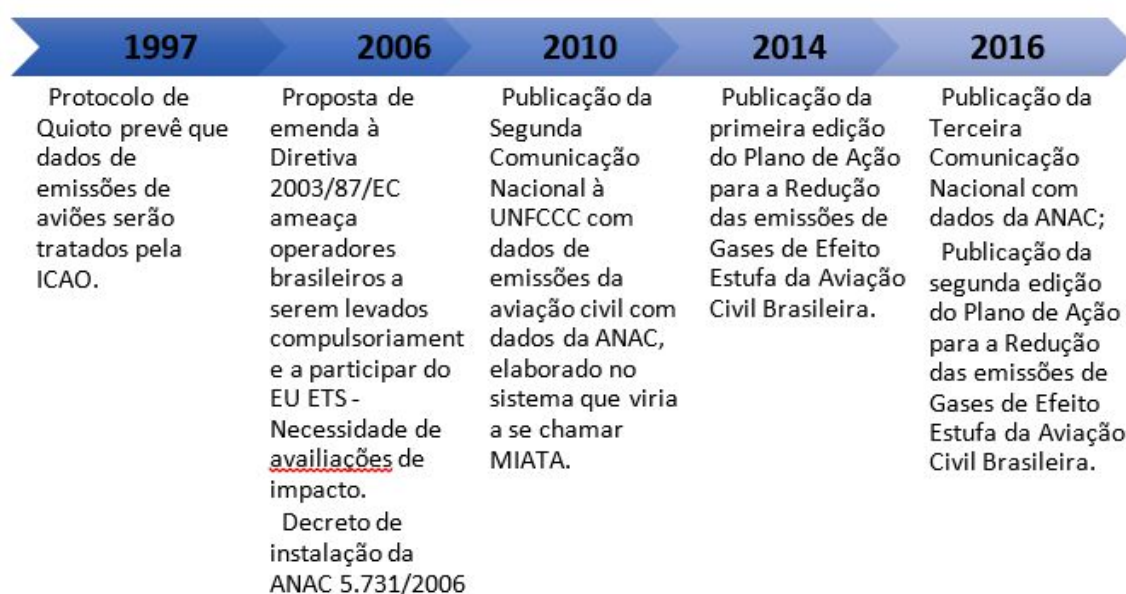 1997
Protocolo de
Quioto prevê que
dados de
emissões de
aviões serão
tratados pela
ICAO.
2006
Proposta de
emenda à
Diretiva
2003/87/EC
ameaça
operadores
brasileiros a
serem levados
compulsoriament
e a participar do
EU ETS -
Necessidade de
availiações de
impacto.
Decreto de
instalação da
ANAC 5.731/2006
2010
Publicação da
Segunda
Comunicação
Nacional à
UNFCCC com
dados de
emissões da
aviação civil com
dados da ANAC,
elaborado no
sistema que viria
a se chamar
MIATA.
2014
Publicação da
primeira edição
do Plano de Ação
para a Redução
das emissões de
Gases de Efeito
Estufa da Aviação
Civil Brasileira.
2016
Publicação da
Terceira
Comunicação
Nacional com
dados da ANAC;
Publicação da
segunda edição
do Plano de Ação
para a Redução
das emissões de
Gases de Efeito
Estufa da Aviação
Civil Brasileira.